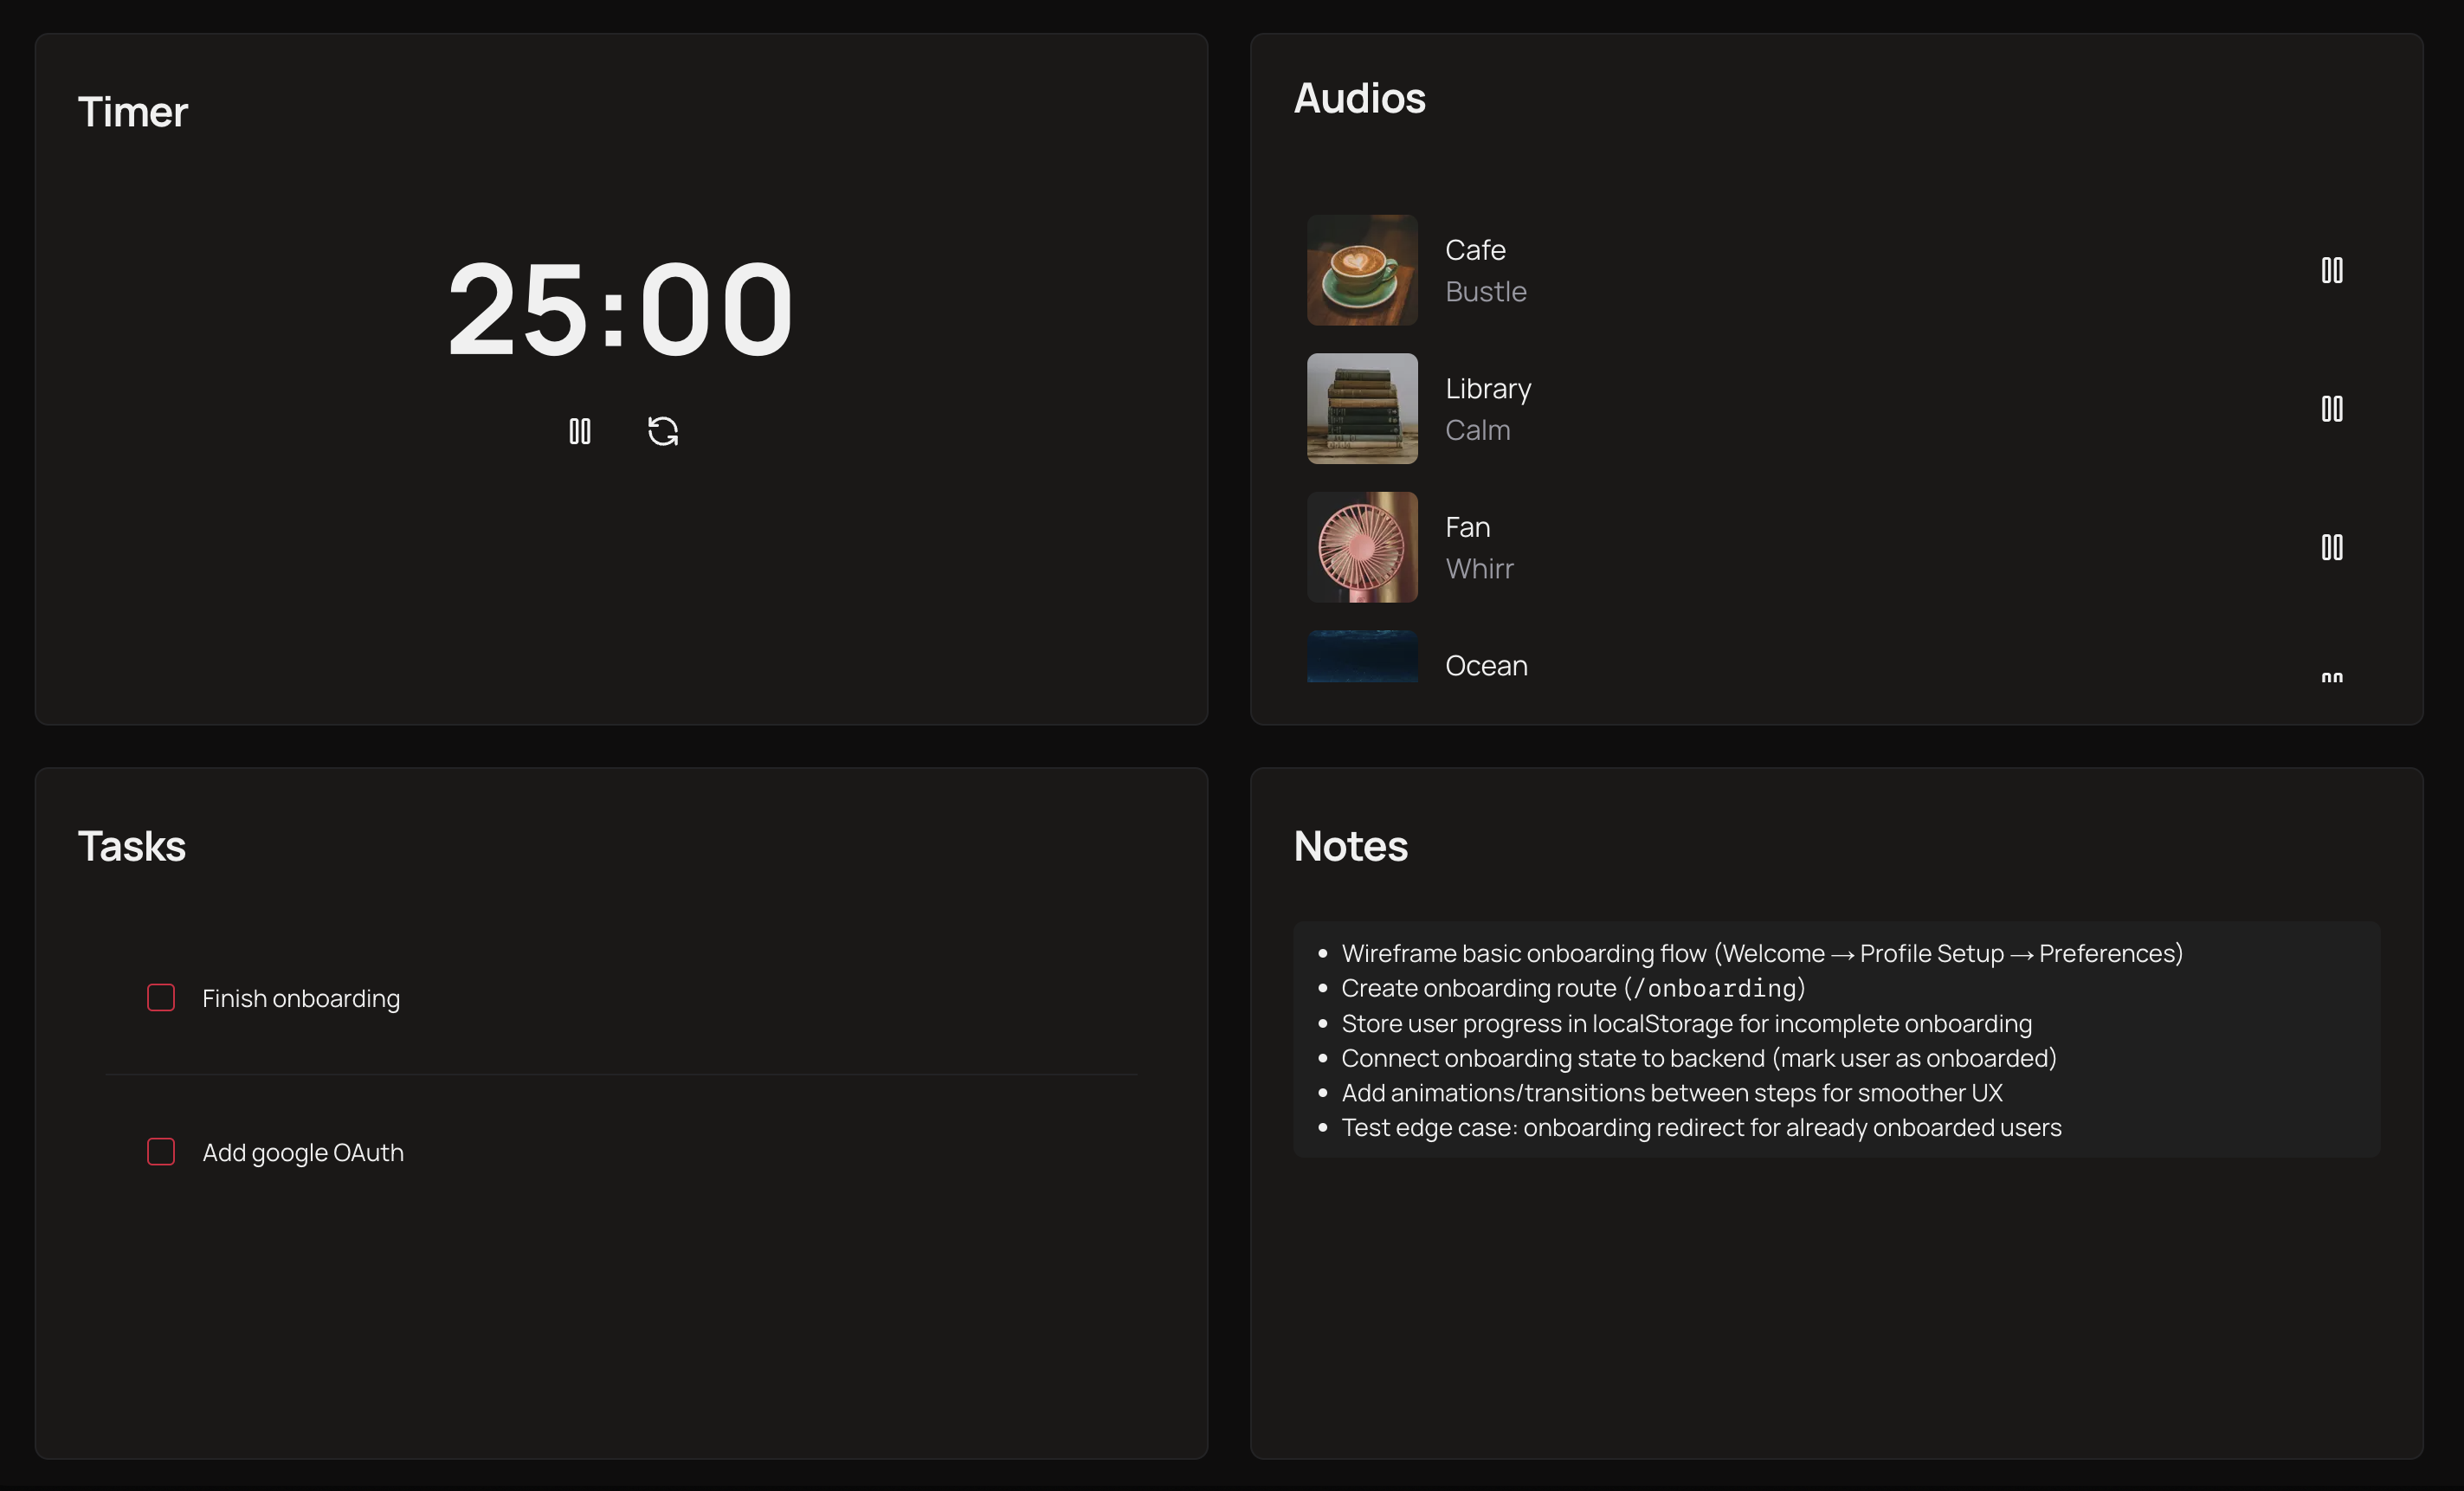 Timer
25:00
Audios
Cafe
Bustle
Library
Calm
Fan
Whirr
Ocean
Tasks
Finish onboarding
Add google OAuth
Notes
• Wireframe basic onboarding flow (Welcome → Profile Setup → Preferences)
• Create onboarding route (/onboarding)
• Store user progress in localStorage for incomplete onboarding
• Connect onboarding state to backend (mark user as onboarded)
• Add animations/transitions between steps for smoother UX
• Test edge case: onboarding redirect for already onboarded users